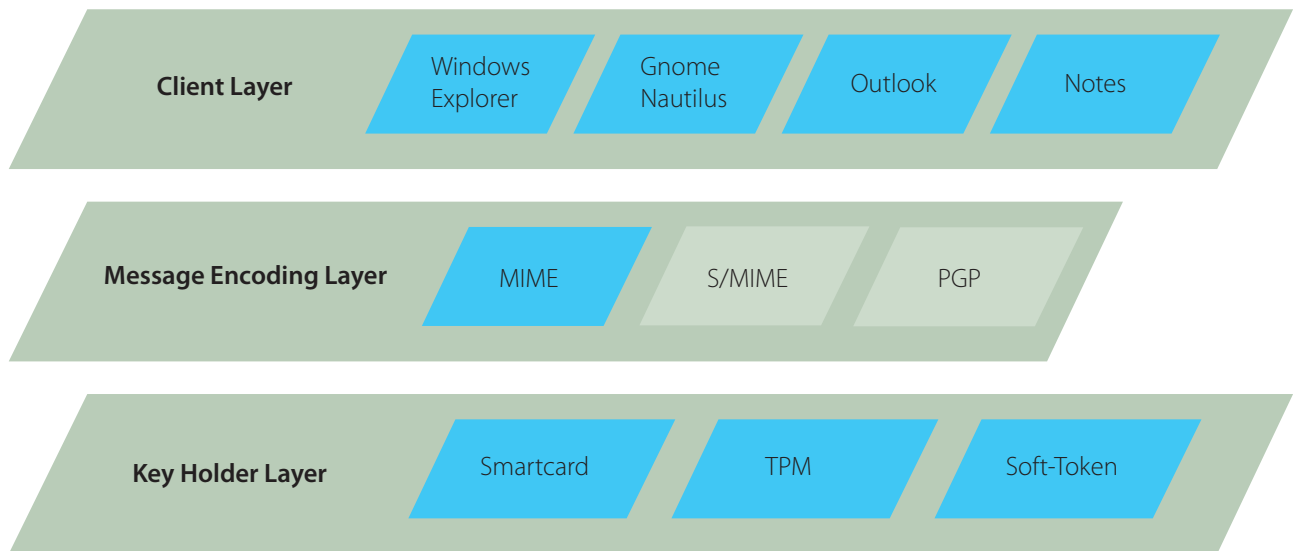 Client Layer
Windows
Explorer
Gnome
Nautilus
Outlook
Notes
Message Encoding Layer
MIME
S/MIME
PGP
Key Holder Layer
Smartcard
TPM
Soft-Token